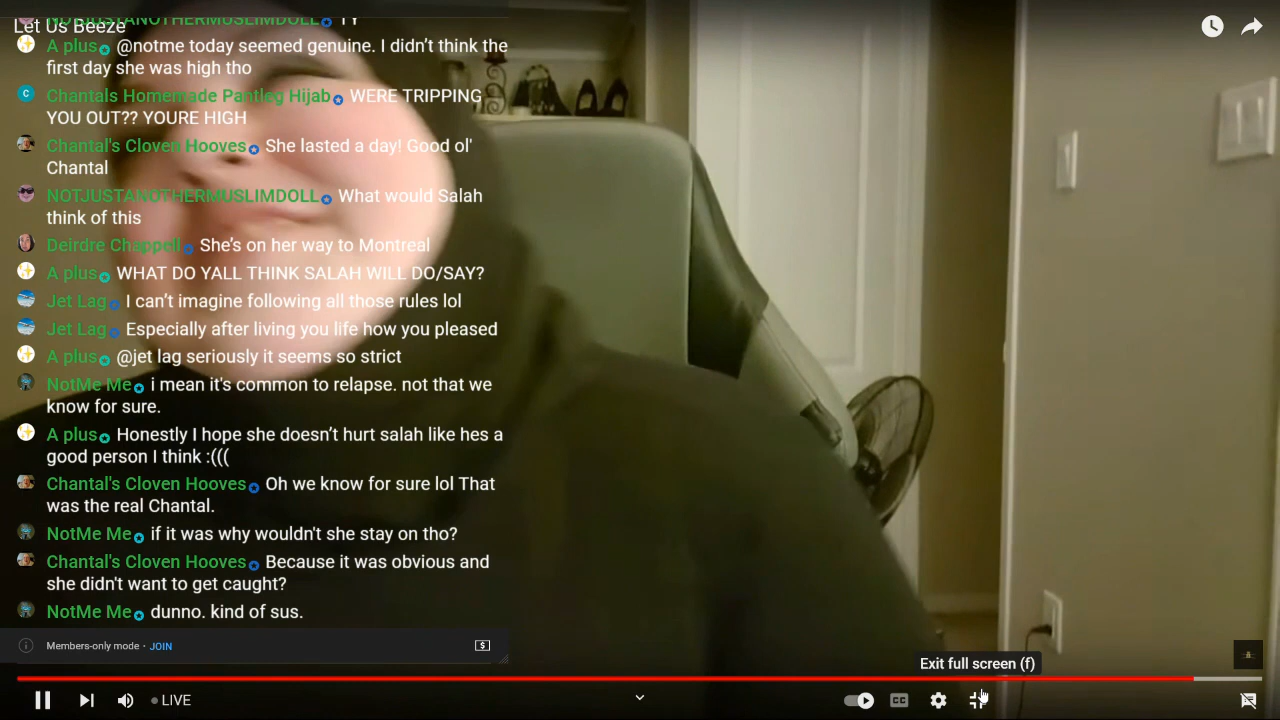 NOTJUSTANOTHERMUSLIMDOLL TY
Let Us Beeze
A plus @notme today seemed genuine. I didn’t think the
first day she was high tho
Chantals Homemade Pantleg Hijab WERE TRIPPING
YOU OUT?? YOURE HIGH
Chantal's Cloven Hooves She lasted a day! Good ol'
Chantal
NOTJUSTANOTHERMUSLIMDOLL What would Salah
think of this
Deirdre Chappell She’s on her way to Montreal
A plus WHAT DO YALL THINK SALAH WILL DO/SAY?
Jet Lag I can’t imagine following all those rules lol
Jet Lag Especially after living you life how you pleased
A plus @jet lag seriously it seems so strict
NotMe Me i mean it's common to relapse. not that we
know for sure.
A plus Honestly I hope she doesn’t hurt salah like hes a
good person I think :(((
Chantal's Cloven Hooves Oh we know for sure lol That
was the real Chantal.
NotMe Me if it was why wouldn't she stay on tho?
Chantal's Cloven Hooves Because it was obvious and
she didn't want to get caught?
NotMe Me dunno. kind of sus.
Members-only mode · JOIN
Exit full screen (f)
LIVE
CC